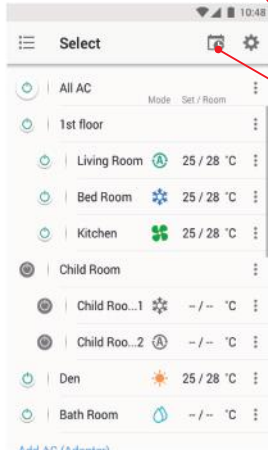 10:48
Select
All AC
Mode Set / Room
1st floor
Living Room A 25 / 28 °C
Bed Room 25 / 28 °C
Kitchen 25 / 28 °C
Child Room
Child Roo...1 -- / -- °C
Child Roo...2 A -- / -- °C
Den 25 / 28 °C
Bath Room -- / -- °C
Add AC (Adapter)